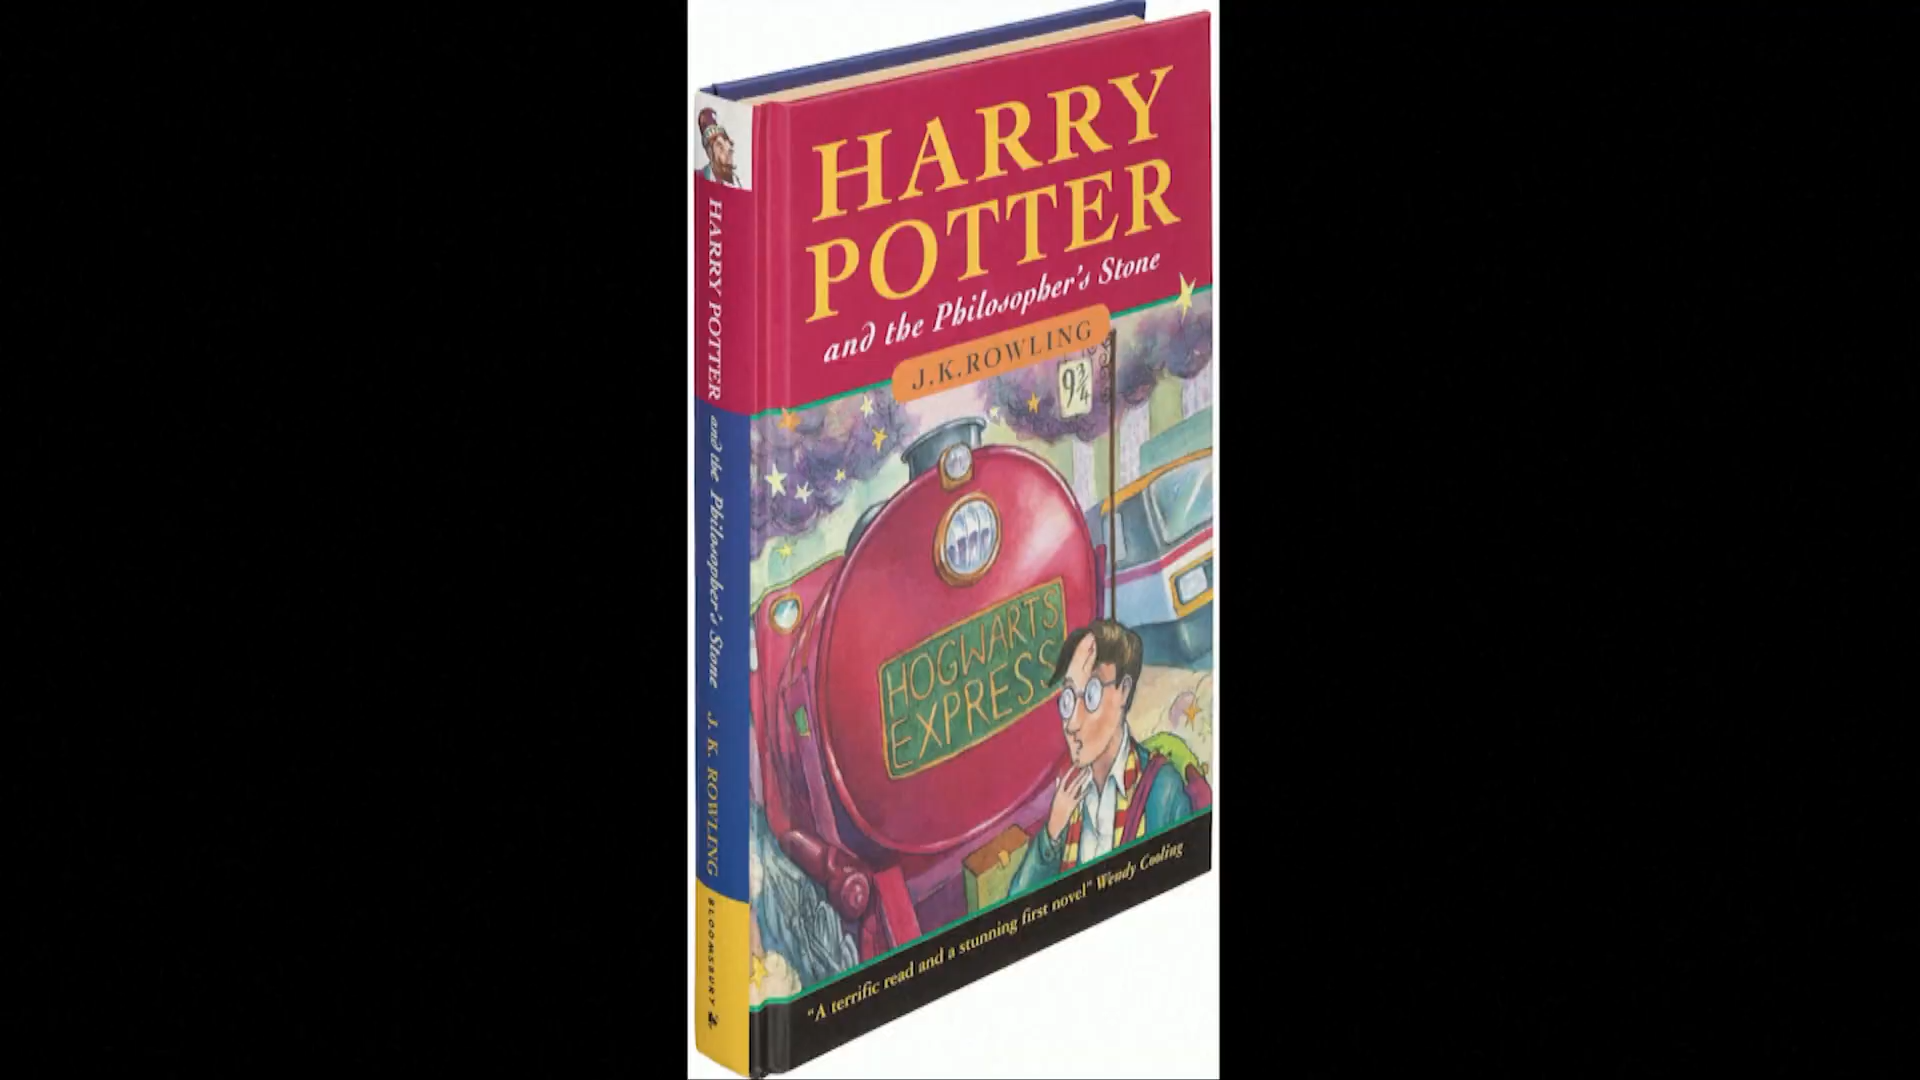 HARRY
POTTER
and the Philosopher's Stone
J.K.ROWLING
9¾
HOGWARTS
EXPRESS
"A terrific read and a stunning first novel" Wendy Cooling
HARRY POTTER and the Philosopher's Stone J. K. ROWLING BLOOMSBURY